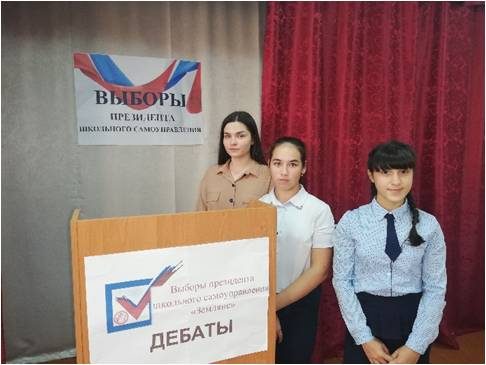 ВЫБОРЫ
ПРЕЗИДЕНТА
ШКОЛЬНОГО САМОУПРАВЛЕНИЯ
Выборы президента
школьного самоуправления
«Земляне»
ДЕБАТЫ